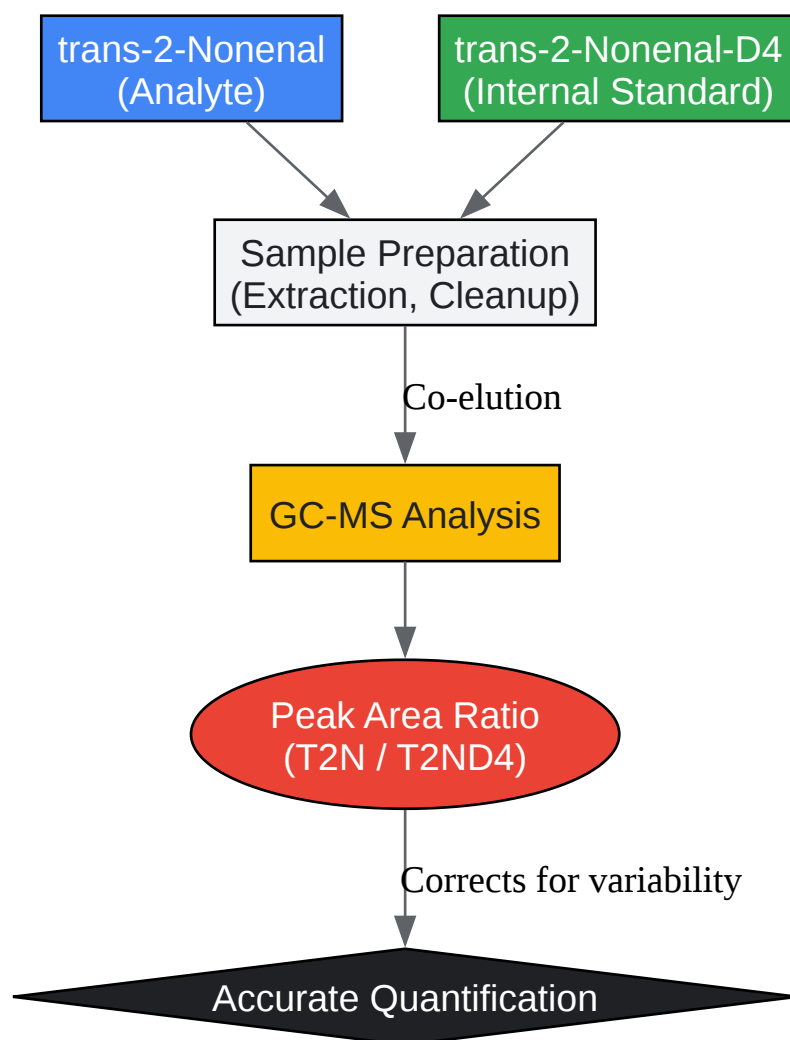 trans-2-Nonenal
(Analyte)
trans-2-Nonenal-D4
(Internal Standard)
Sample Preparation
(Extraction, Cleanup)
Co-elution
GC-MS Analysis
Peak Area Ratio
(T2N / T2ND4)
Corrects for variability
Accurate Quantification